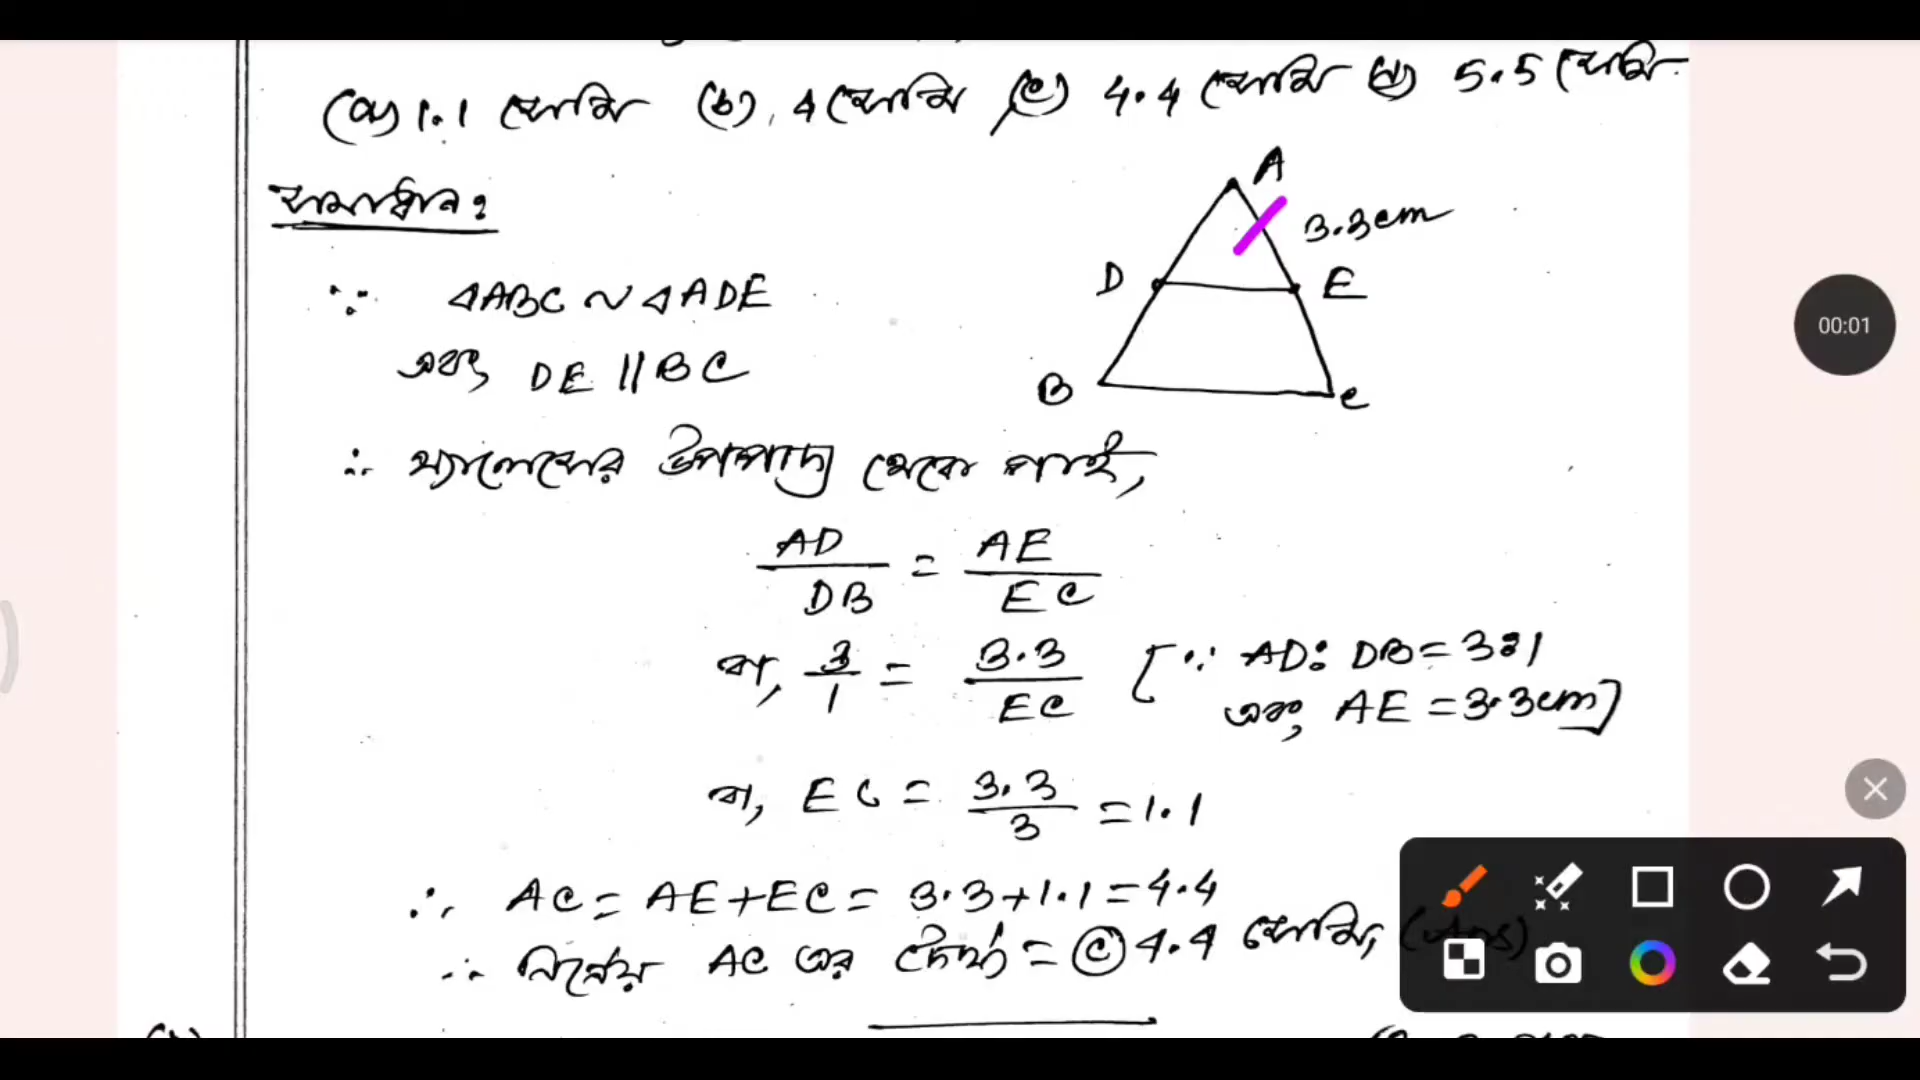 (a) 1.1 সেমি (b) 4 সেমি (c) 4.4 সেমি (d) 5.5 সেমি
A
3.3cm
সমাধান:
D E
∵ △ABC ~ △ADE
এবং DE || BC
B C
∴ থ্যালেসের উপপাদ্য থেকে পাই,
AD/DB = AE/EC
বা, 3/1 = 3.3/EC [∵ AD: DB = 3:1
এবং, AE = 3.3cm]
বা, EC = 3.3/3 = 1.1
∴ AC = AE+EC = 3.3+1.1 = 4.4
∴ নির্ণেয় AC এর দৈর্ঘ্য = (c) 4.4 সেমি, (Ans)
00:01